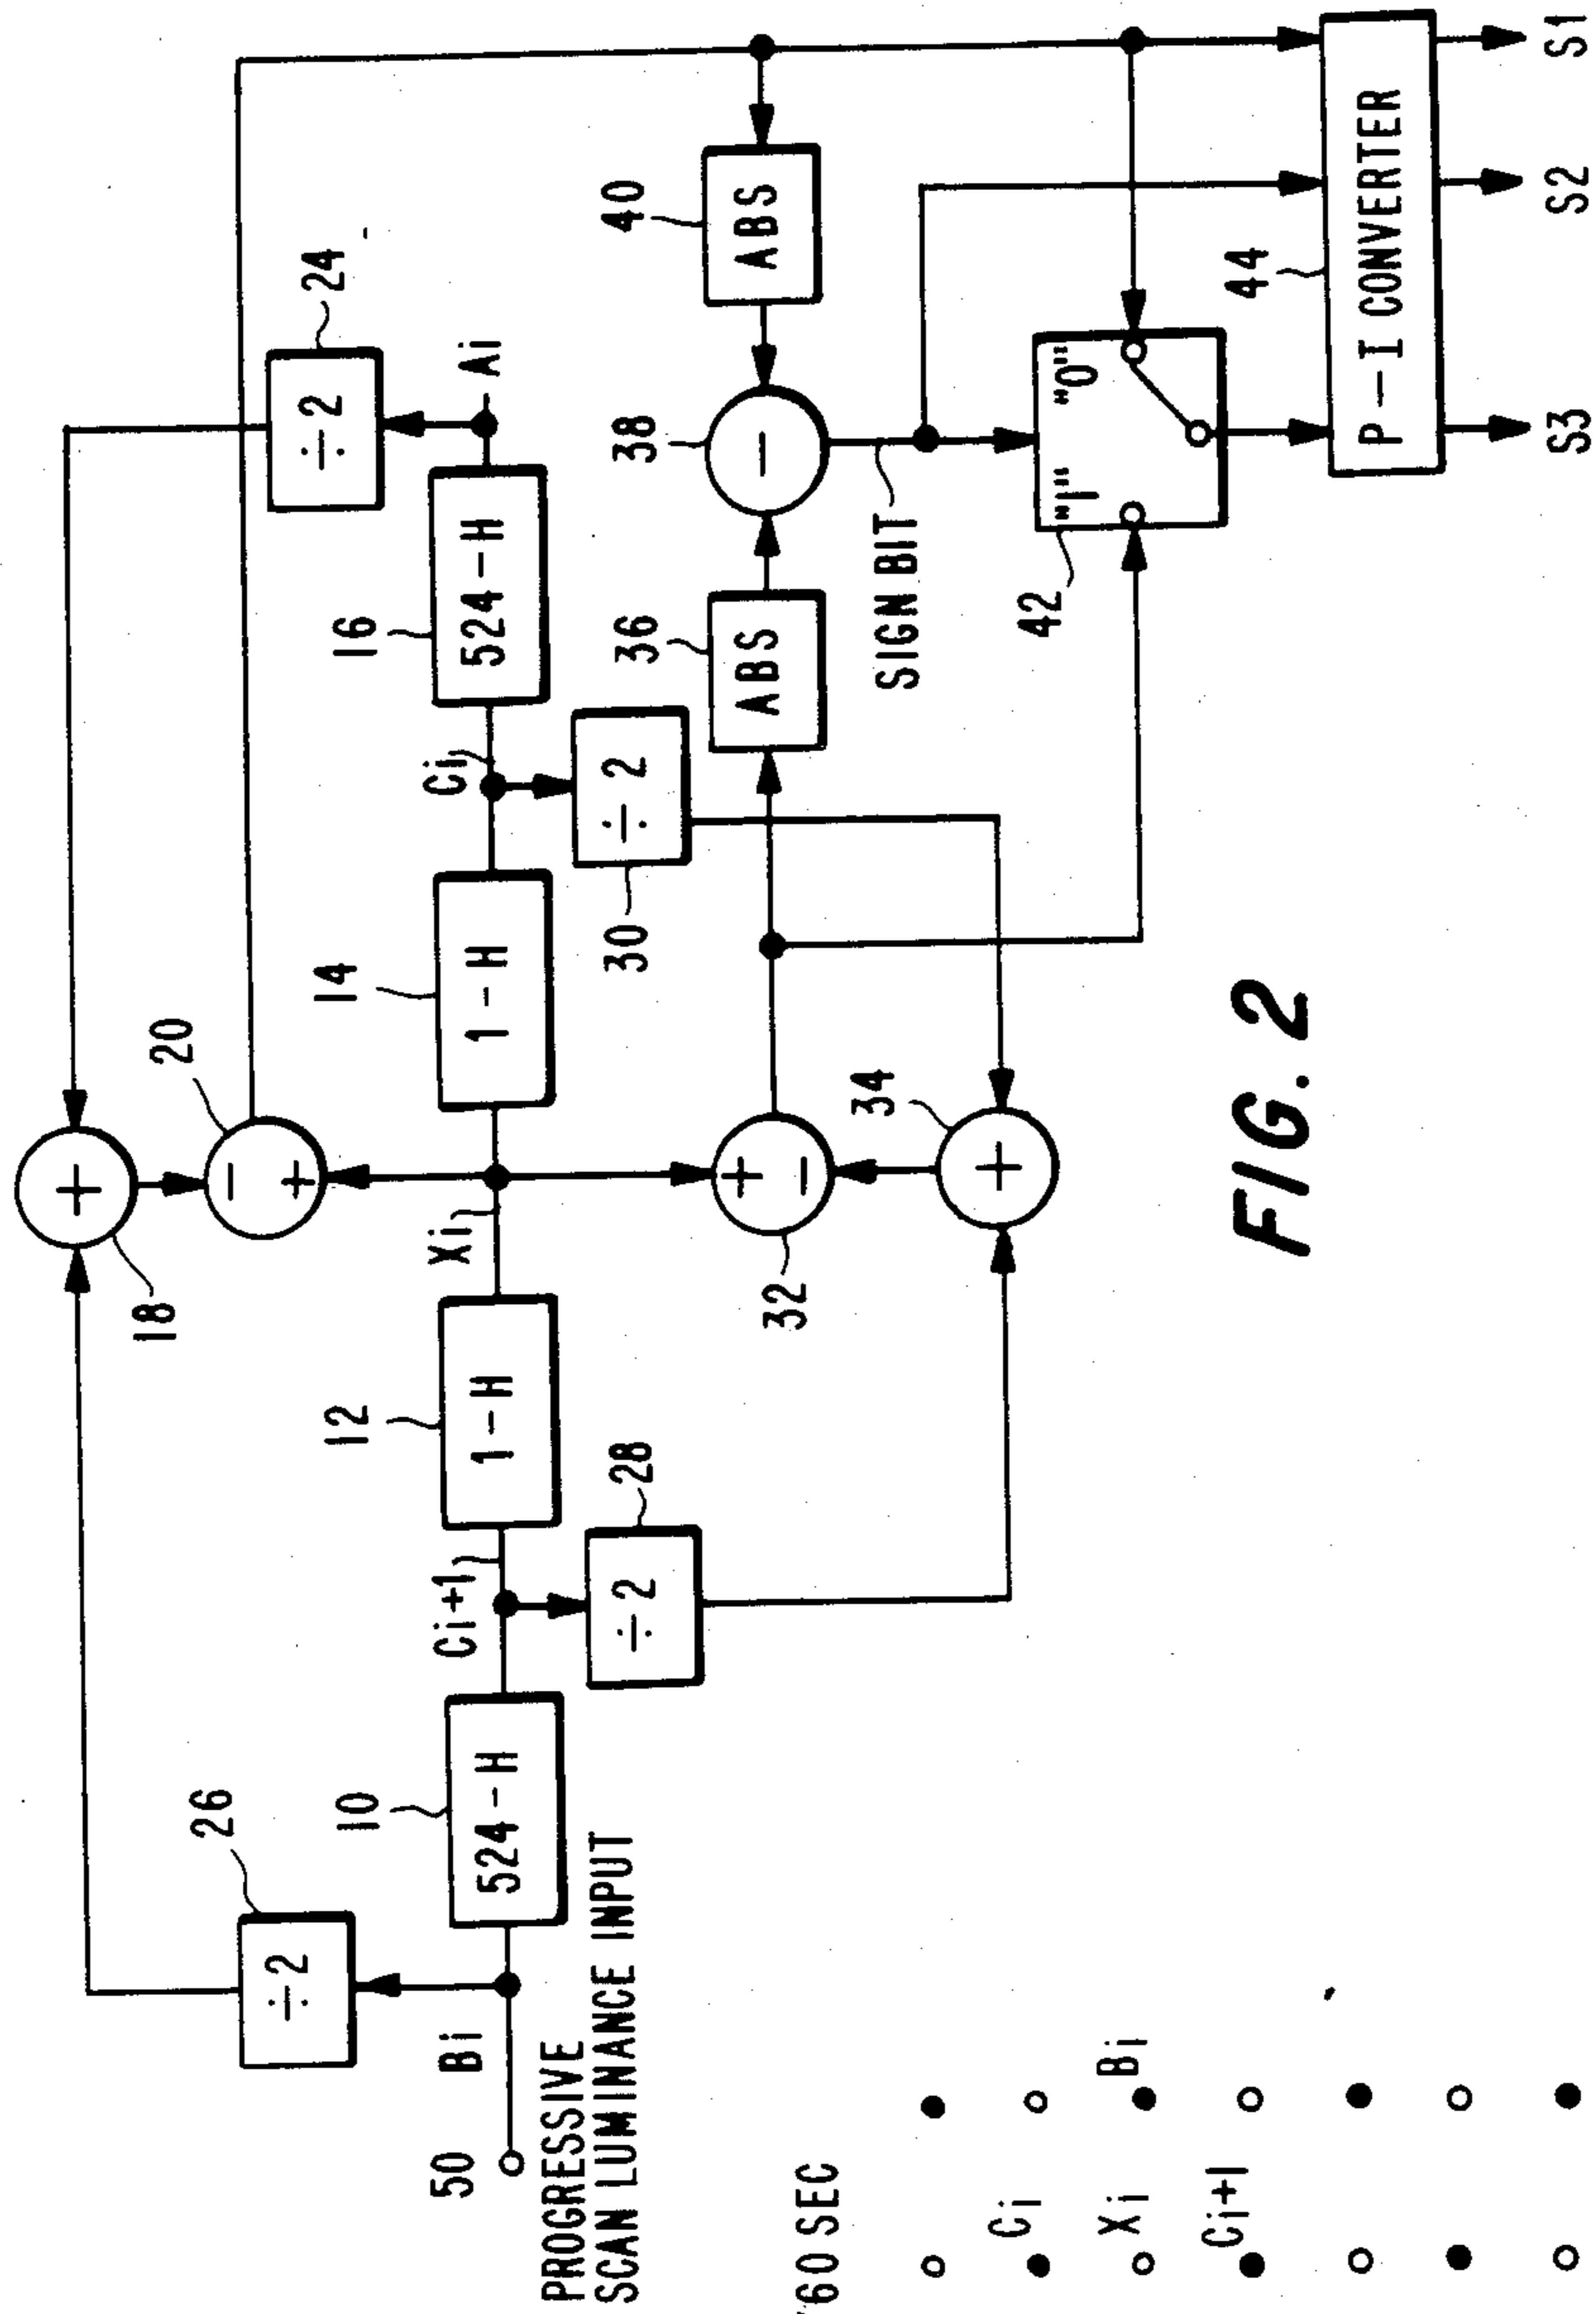 24
÷2
Ai
16
524-H
Ci
÷ 2
30
14
1-H
20
+
18
−
+
Xi
12
1-H
Ci+1
÷2
28
10
524-H
26
÷2
Bi
50
PROGRESSIVE
SCAN LUMINANCE INPUT
40
ABS
38
−
36
ABS
SIGN BIT
"1" "0"
42
44
P-I CONVERTER
S1
S2
S3
32
+
−
34
+
FIG. 2
/60 SEC
Ci
Xi
Bi
Ci+1